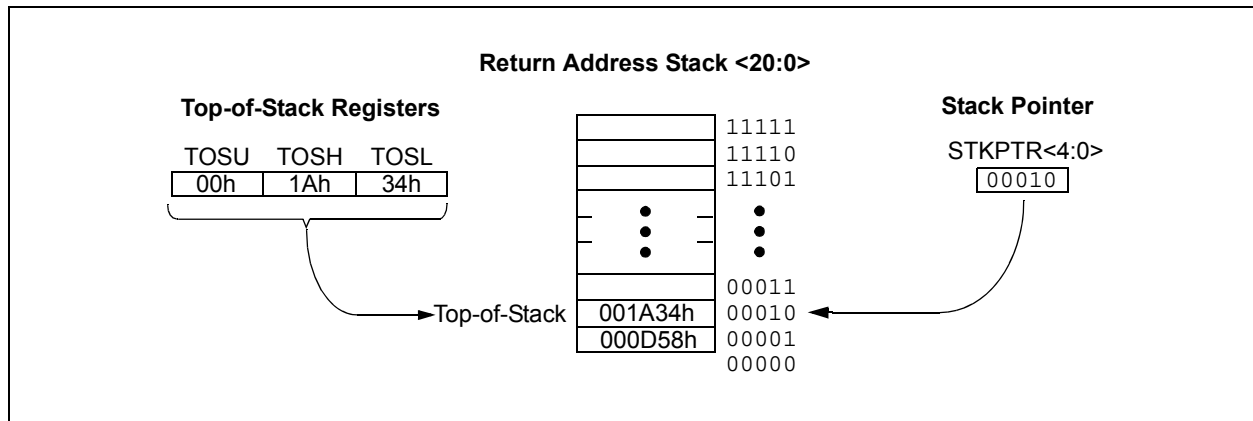 Return Address Stack <20:0>
Top-of-Stack Registers
Stack Pointer
TOSU TOSH TOSL
STKPTR<4:0>
00h 1Ah 34h
00010
11111
11110
11101
00011
Top-of-Stack 001A34h 00010
000D58h 00001
00000